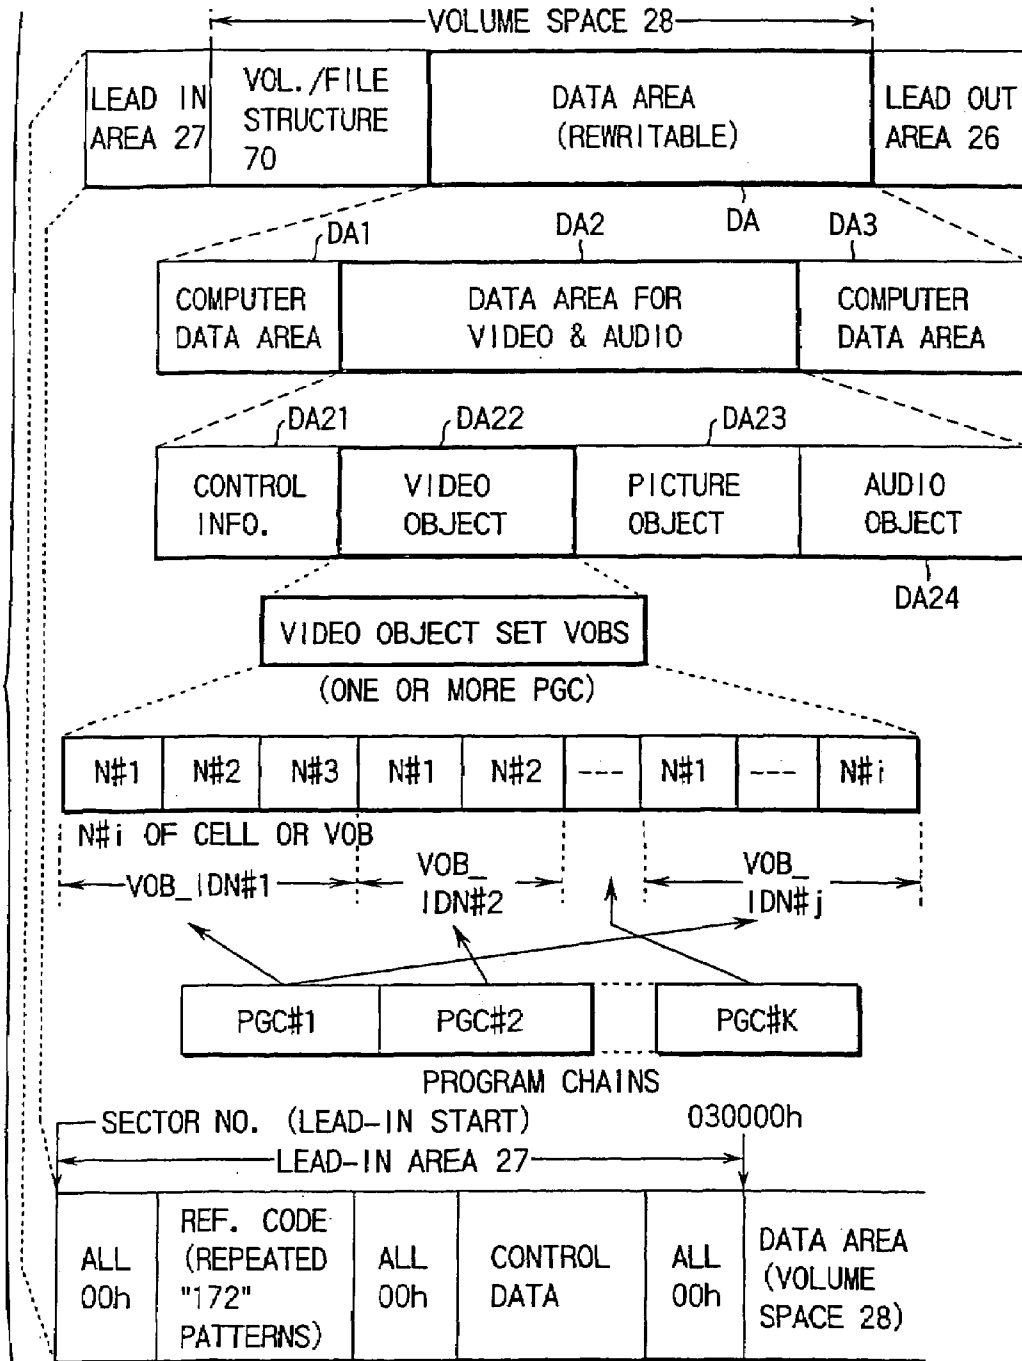 VOLUME SPACE 28
LEAD IN
AREA 27
VOL./FILE
STRUCTURE
70
DATA AREA
(REWRITABLE)
LEAD OUT
AREA 26
DA1
DA2
DA
DA3
COMPUTER
DATA AREA
DATA AREA FOR
VIDEO & AUDIO
COMPUTER
DATA AREA
DA21
DA22
DA23
CONTROL
INFO.
VIDEO
OBJECT
PICTURE
OBJECT
AUDIO
OBJECT
DA24
VIDEO OBJECT SET VOBS
(ONE OR MORE PGC)
N#1 N#2 N#3 N#1 N#2 --- N#1 --- N#i
N#i OF CELL OR VOB
VOB_IDN#1
VOB_
IDN#2
VOB_
IDN#j
PGC#1 PGC#2 PGC#K
PROGRAM CHAINS
SECTOR NO. (LEAD-IN START)
030000h
LEAD-IN AREA 27
ALL
00h
REF. CODE
(REPEATED
"172"
PATTERNS)
ALL
00h
CONTROL
DATA
ALL
00h
DATA AREA
(VOLUME
SPACE 28)